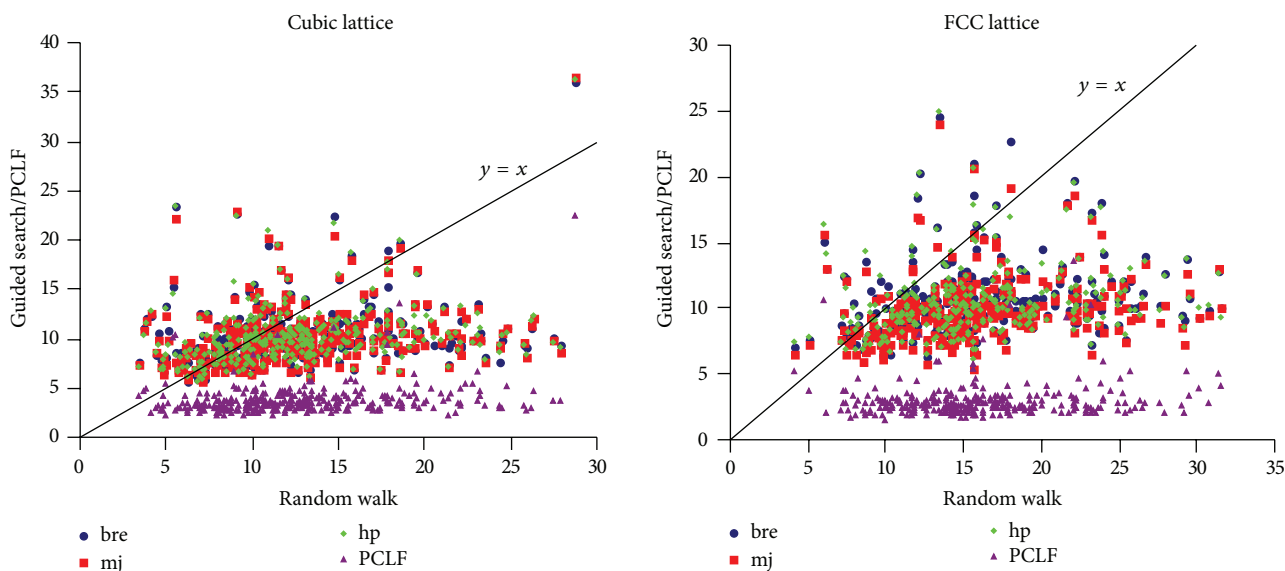 Cubic lattice
Guided search/PCLF
40
35
30
25
20
15
10
5
0
y = x
0 5 10 15 20 25 30
Random walk
bre
mj
hp
PCLF
FCC lattice
Guided search/PCLF
30
25
20
15
10
5
0
y = x
0 5 10 15 20 25 30 35
Random walk
bre
mj
hp
PCLF